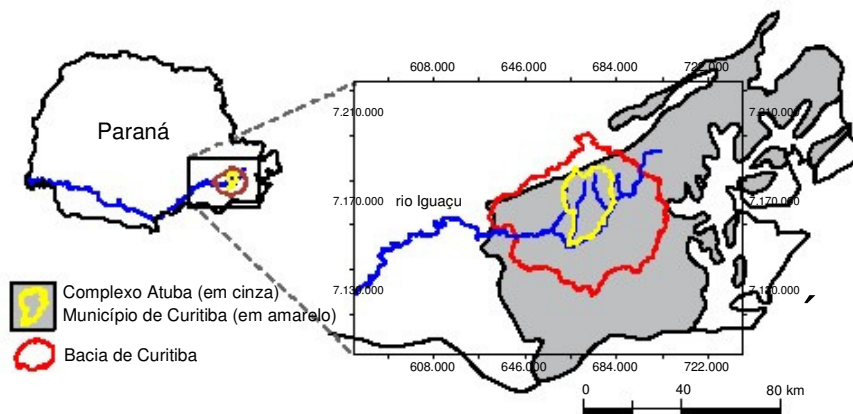 608.000 646.000 684.000 722.000
7.210.000 7.210.000
Paraná
7.170.000 rio Iguaçu 7.170.000
7.130.000 7.130.000
Complexo Atuba (em cinza)
Município de Curitiba (em amarelo)
Bacia de Curitiba
608.000 646.000 684.000 722.000
0 40 80 km